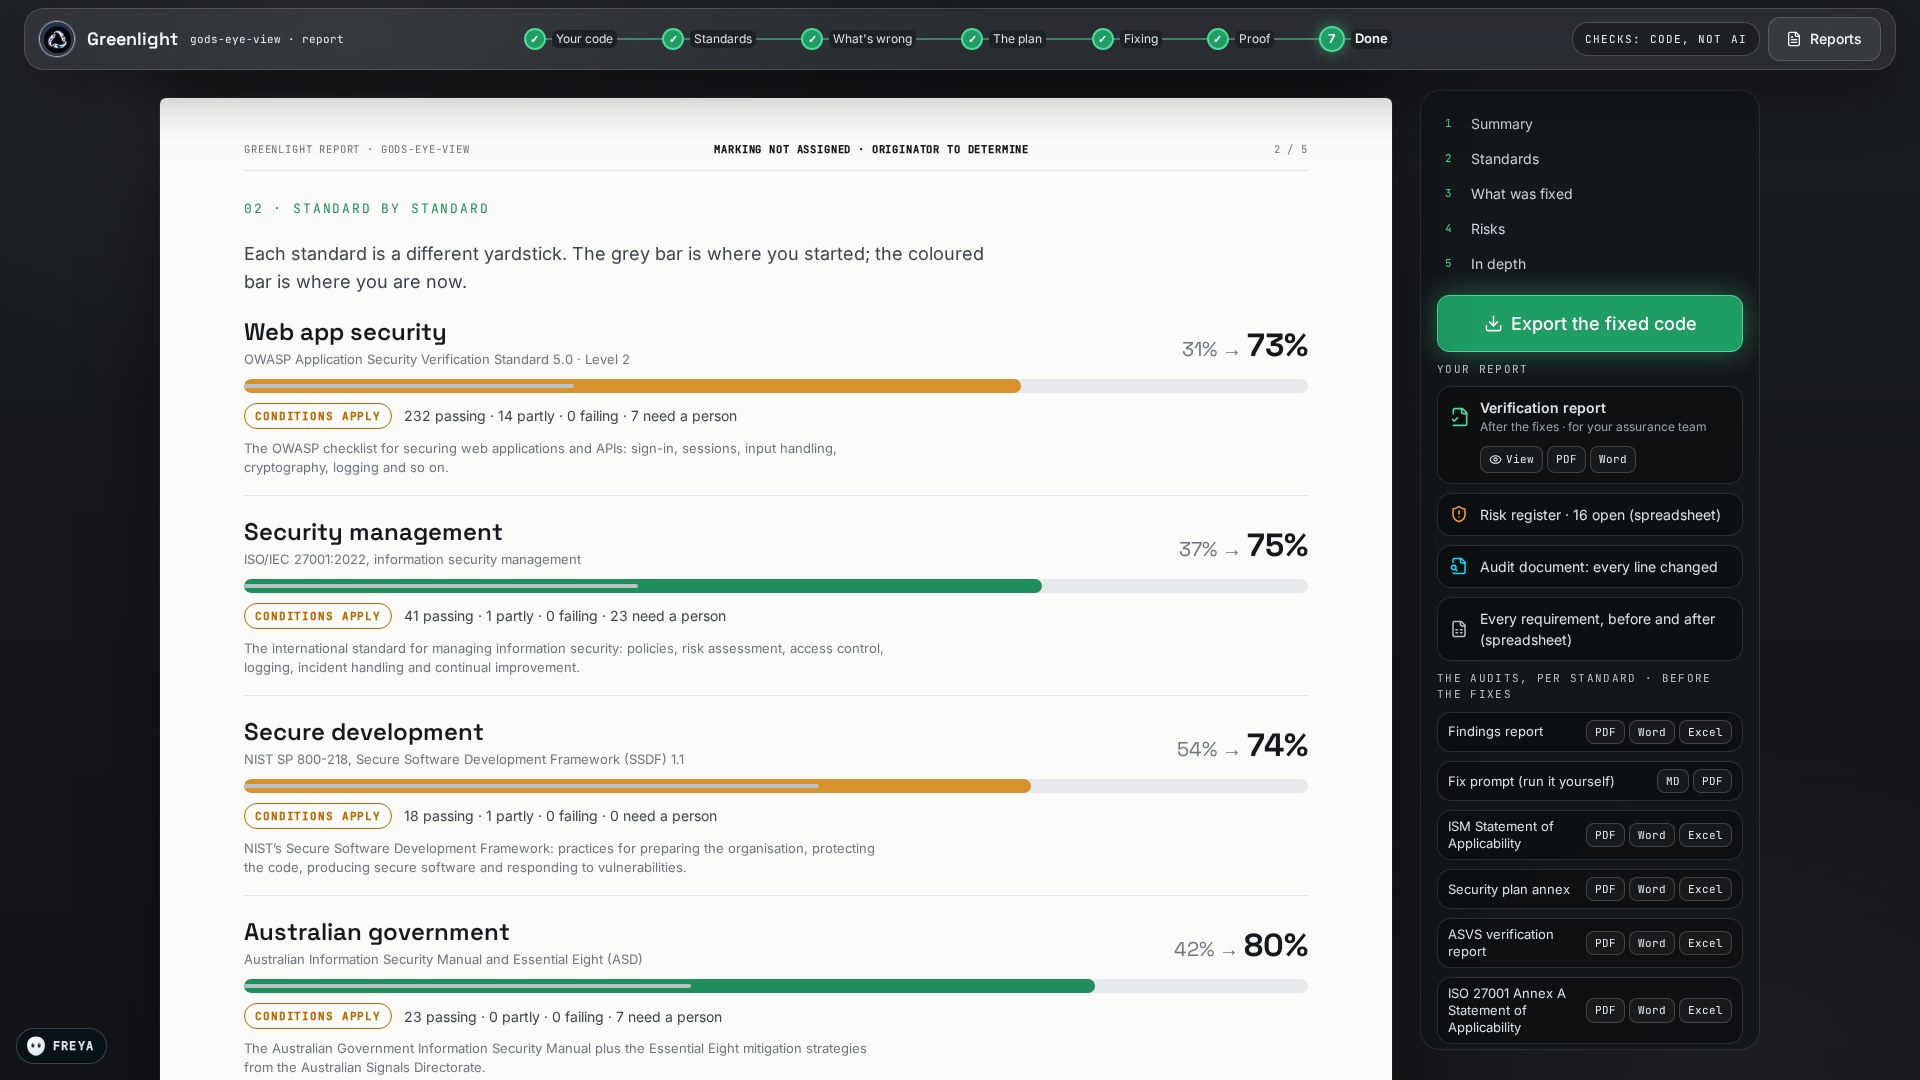 Greenlight gods-eye-view · report
✓ Your code ✓ Standards ✓ What's wrong ✓ The plan ✓ Fixing ✓ Proof 7 Done
CHECKS: CODE, NOT AI
Reports
GREENLIGHT REPORT · GODS-EYE-VIEW
MARKING NOT ASSIGNED · ORIGINATOR TO DETERMINE
2 / 5
02 · STANDARD BY STANDARD
Each standard is a different yardstick. The grey bar is where you started; the coloured
bar is where you are now.
Web app security
OWASP Application Security Verification Standard 5.0 · Level 2
31% → 73%
CONDITIONS APPLY 232 passing · 14 partly · 0 failing · 7 need a person
The OWASP checklist for securing web applications and APIs: sign-in, sessions, input handling,
cryptography, logging and so on.
Security management
ISO/IEC 27001:2022, information security management
37% → 75%
CONDITIONS APPLY 41 passing · 1 partly · 0 failing · 23 need a person
The international standard for managing information security: policies, risk assessment, access control,
logging, incident handling and continual improvement.
Secure development
NIST SP 800-218, Secure Software Development Framework (SSDF) 1.1
54% → 74%
CONDITIONS APPLY 18 passing · 1 partly · 0 failing · 0 need a person
NIST's Secure Software Development Framework: practices for preparing the organisation, protecting
the code, producing secure software and responding to vulnerabilities.
Australian government
Australian Information Security Manual and Essential Eight (ASD)
42% → 80%
CONDITIONS APPLY 23 passing · 0 partly · 0 failing · 7 need a person
The Australian Government Information Security Manual plus the Essential Eight mitigation strategies
from the Australian Signals Directorate.
1 Summary
2 Standards
3 What was fixed
4 Risks
5 In depth
Export the fixed code
YOUR REPORT
Verification report
After the fixes · for your assurance team
View PDF Word
Risk register · 16 open (spreadsheet)
Audit document: every line changed
Every requirement, before and after
(spreadsheet)
THE AUDITS, PER STANDARD · BEFORE
THE FIXES
Findings report PDF Word Excel
Fix prompt (run it yourself) MD PDF
ISM Statement of
Applicability
PDF Word Excel
Security plan annex PDF Word Excel
ASVS verification
report
PDF Word Excel
ISO 27001 Annex A
Statement of
Applicability
PDF Word Excel
FREYA